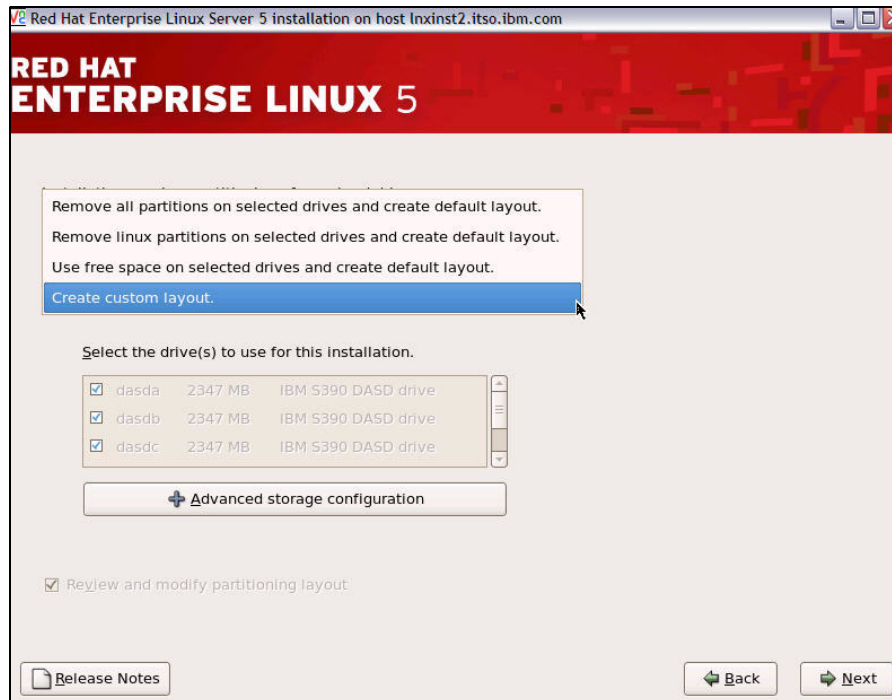 Red Hat Enterprise Linux Server 5 installation on host lnxinst2.itso.ibm.com
RED HAT
ENTERPRISE LINUX 5
Remove all partitions on selected drives and create default layout.
Remove linux partitions on selected drives and create default layout.
Use free space on selected drives and create default layout.
Create custom layout.
Select the drive(s) to use for this installation.
dasda 2347 MB IBM S390 DASD drive
dasdb 2347 MB IBM S390 DASD drive
dasdc 2347 MB IBM S390 DASD drive
Advanced storage configuration
Review and modify partitioning layout
Release Notes
Back
Next